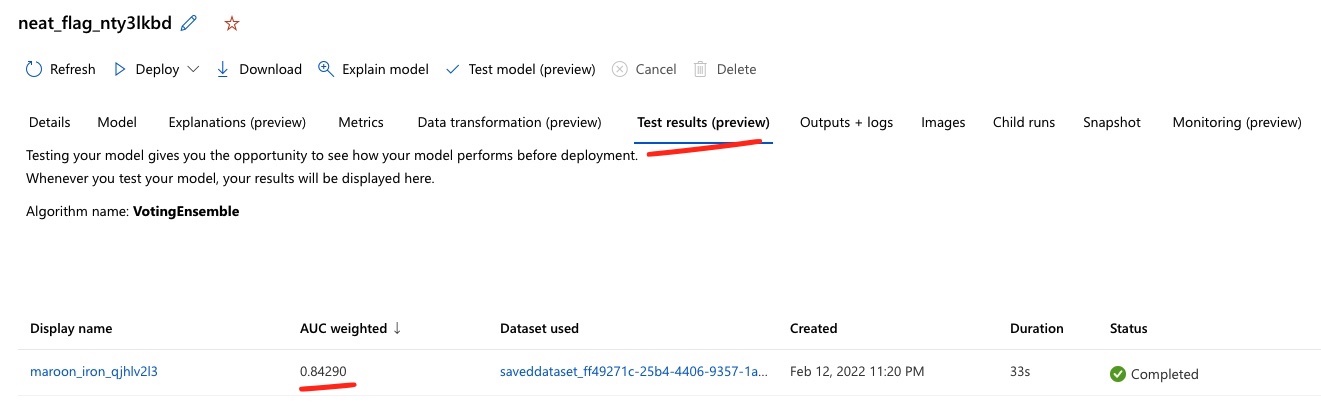 neat_flag_nty3lkbd
Refresh Deploy Download Explain model Test model (preview) Cancel Delete
Details Model Explanations (preview) Metrics Data transformation (preview) Test results (preview) Outputs + logs Images Child runs Snapshot Monitoring (preview)
Testing your model gives you the opportunity to see how your model performs before deployment.
Whenever you test your model, your results will be displayed here.
Algorithm name: VotingEnsemble
Display name AUC weighted ↓ Dataset used Created Duration Status
maroon_iron_qjhlv2l3 0.84290 saveddataset_ff49271c-25b4-4406-9357-1a... Feb 12, 2022 11:20 PM 33s Completed